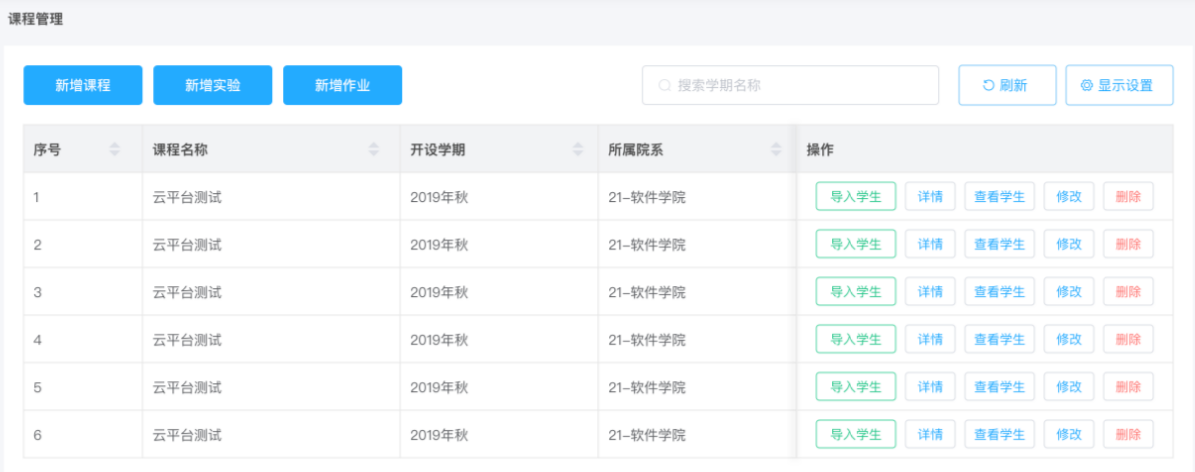 课程管理
新增课程 新增实验 新增作业 搜索学期名称 刷新 显示设置
序号 课程名称 开设学期 所属院系 操作
1 云平台测试 2019年秋 21-软件学院 导入学生 详情 查看学生 修改 删除
2 云平台测试 2019年秋 21-软件学院 导入学生 详情 查看学生 修改 删除
3 云平台测试 2019年秋 21-软件学院 导入学生 详情 查看学生 修改 删除
4 云平台测试 2019年秋 21-软件学院 导入学生 详情 查看学生 修改 删除
5 云平台测试 2019年秋 21-软件学院 导入学生 详情 查看学生 修改 删除
6 云平台测试 2019年秋 21-软件学院 导入学生 详情 查看学生 修改 删除